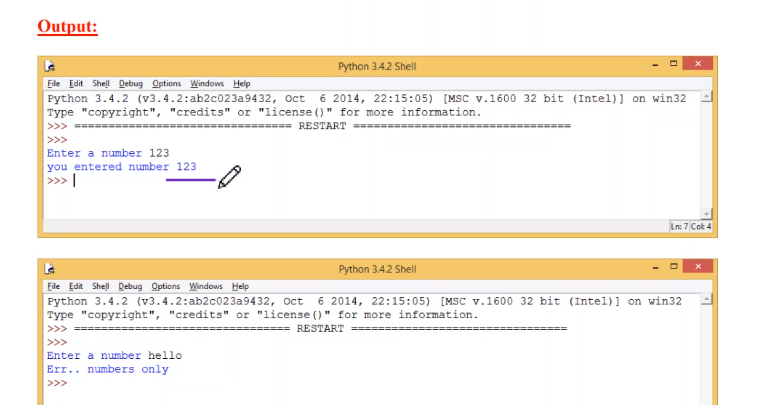 Output:
Python 3.4.2 Shell
File Edit Shell Debug Options Windows Help
Python 3.4.2 (v3.4.2:ab2c023a9432, Oct  6 2014, 22:15:05) [MSC v.1600 32 bit (Intel)] on win32
Type "copyright", "credits" or "license()" for more information.
>>> ================================ RESTART ================================
>>>
Enter a number 123
you entered number 123
>>>
Ln: 7 Col: 4
Python 3.4.2 Shell
File Edit Shell Debug Options Windows Help
Python 3.4.2 (v3.4.2:ab2c023a9432, Oct  6 2014, 22:15:05) [MSC v.1600 32 bit (Intel)] on win32
Type "copyright", "credits" or "license()" for more information.
>>> ================================ RESTART ================================
>>>
Enter a number hello
Err.. numbers only
>>>